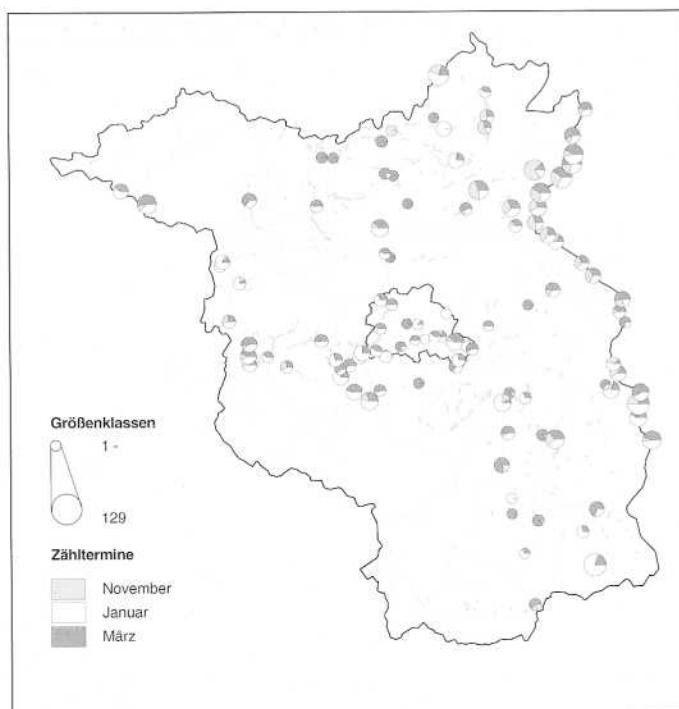 Größenklassen
1 -
129
Zähltermine
November
Januar
März